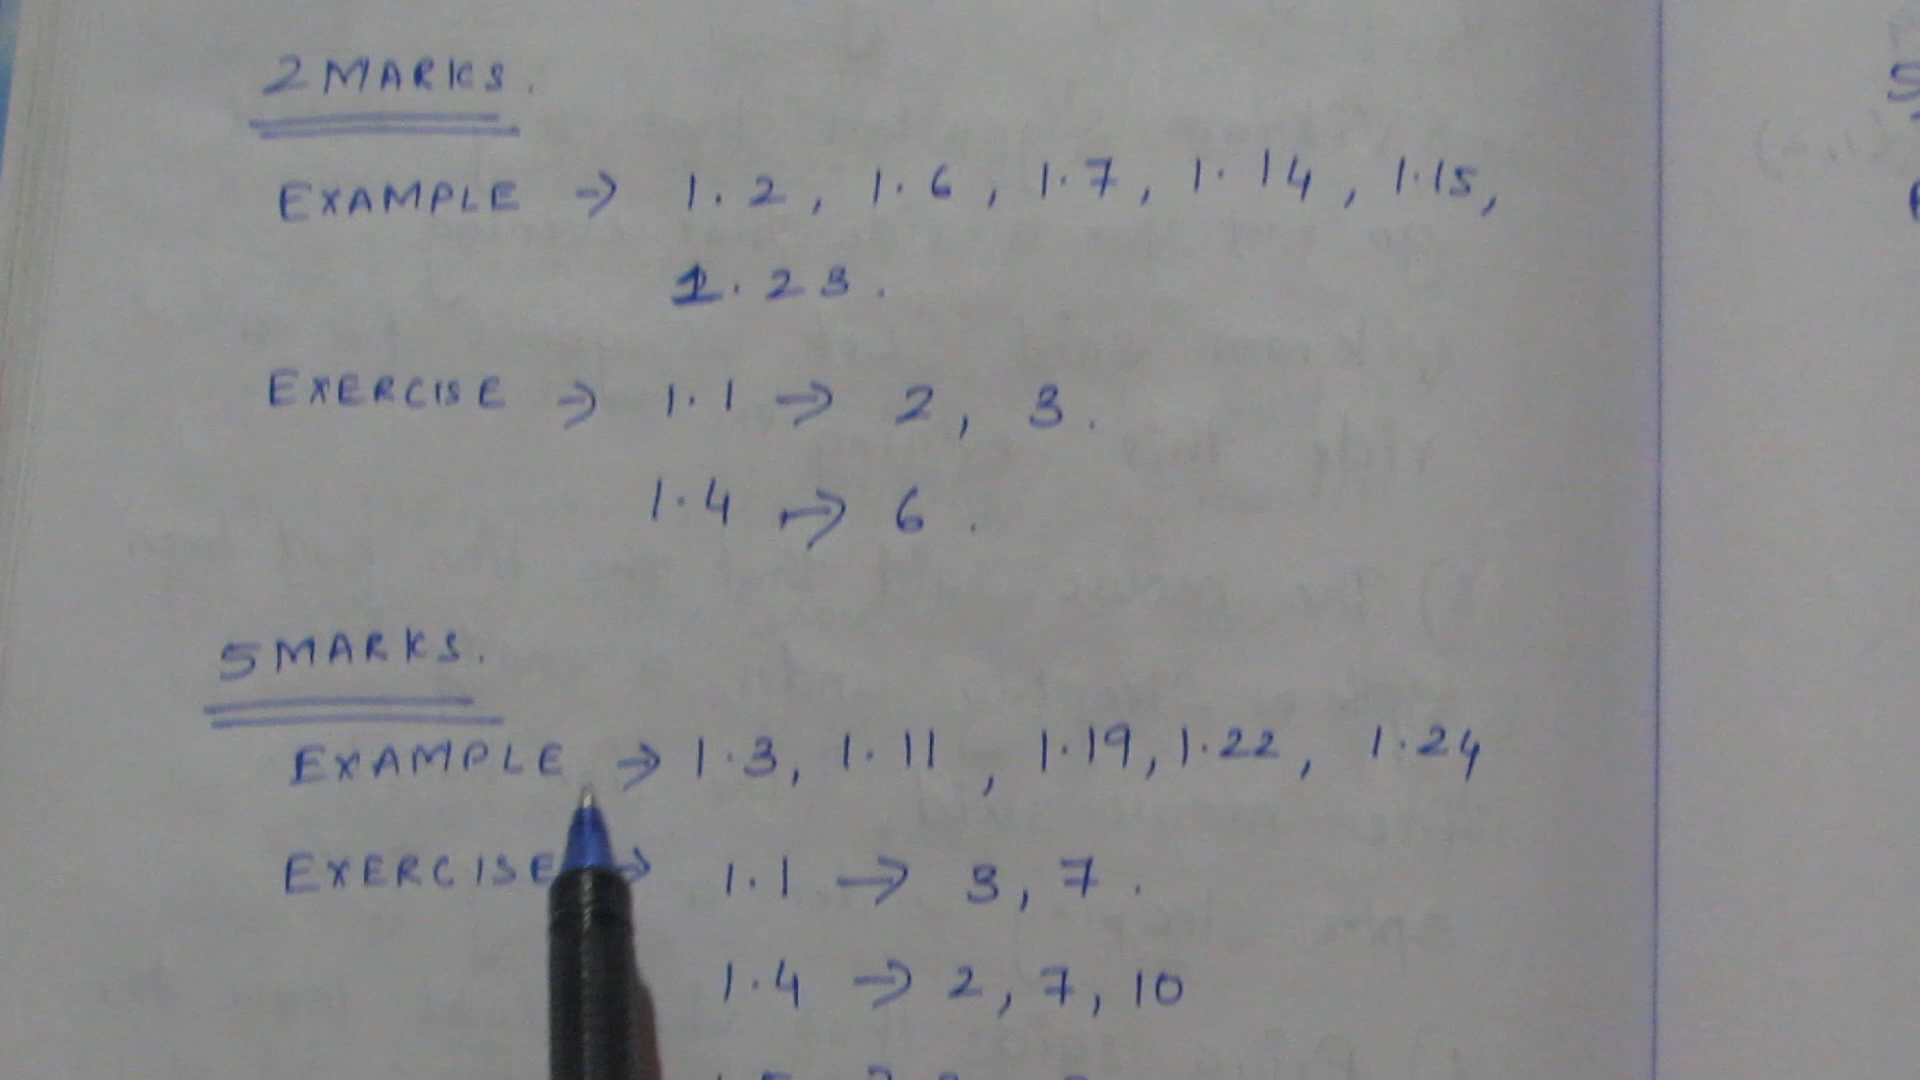 2 MARKS.
EXAMPLE → 1.2, 1.6, 1.7, 1.14, 1.15,
1.23.
EXERCISE → 1.1 → 2, 3.
1.4 → 6.
5 MARKS.
EXAMPLE → 1.3, 1.11, 1.19, 1.22, 1.24
EXERCISE → 1.1 → 3, 7.
1.4 → 2, 7, 10